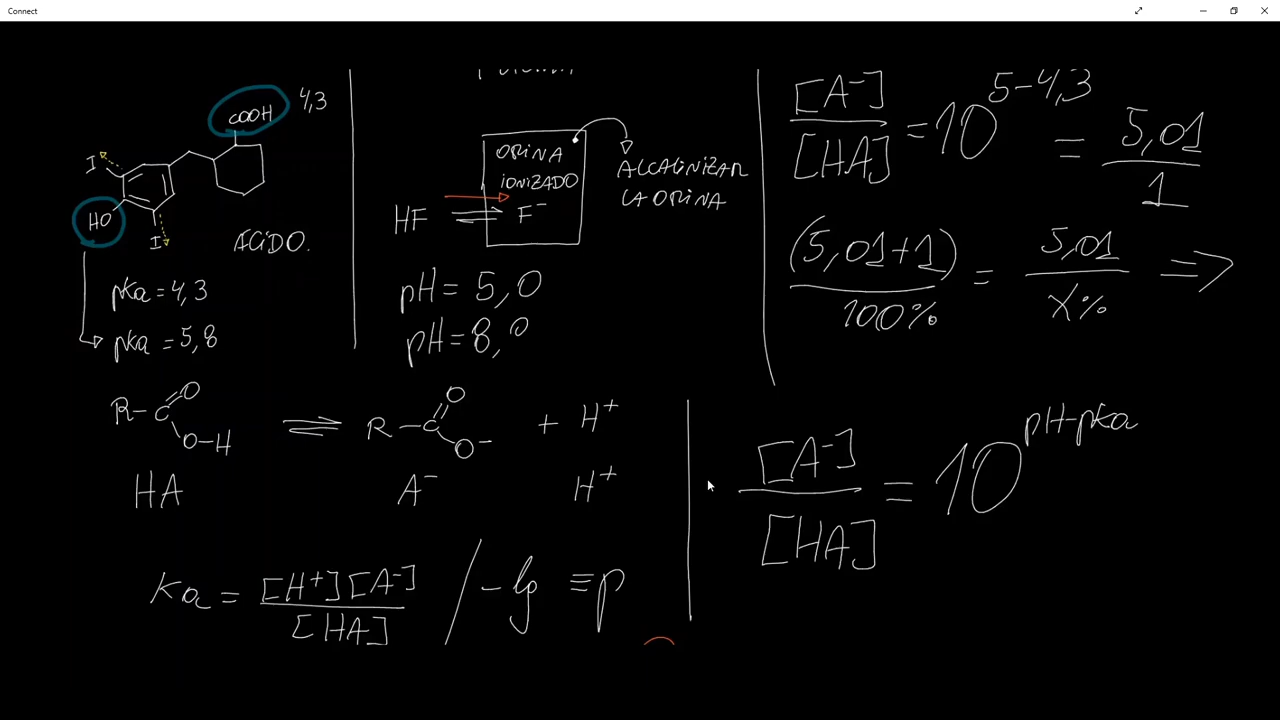 Connect
COOH 4,3
I
HO
I
ACIDO.
pKa = 4,3
pKa = 5,8
ORINA
IONIZADO
HF ⇌ F⁻
ALCALINIZAR
LA ORINA
pH = 5,0
pH = 8,0
[A⁻]/[HA] = 10^(5-4,3) = 5,01/1
(5,01+1)/100% = 5,01/X% =>
R-C O O-H ⇌ R-C O O⁻ + H⁺
HA A⁻ H⁺
Ka = [H⁺][A⁻]/[HA] / -lg ≡ p
[A⁻]/[HA] = 10^(pH-pKa)